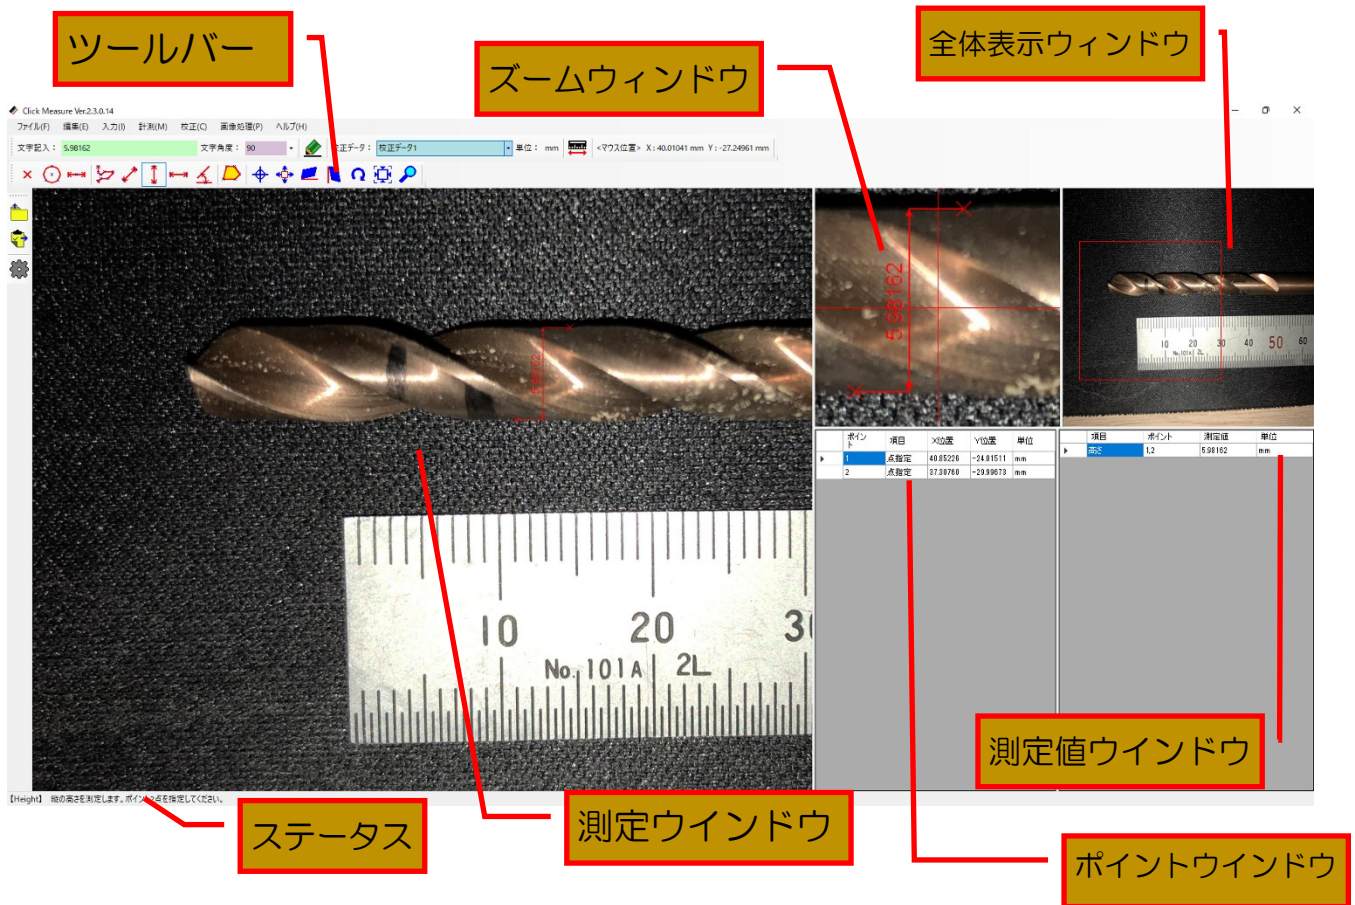 ツールバー
ズームウィンドウ
全体表示ウィンドウ
Click Measure Ver.2.3.0.14
ファイル(F) 編集(E) 入力(I) 計測(M) 校正(C) 画像処理(P) ヘルプ(H)
文字記入： 5.98162 文字角度： 90 校正データ： 校正データ1 単位： mm <マウス位置> X : 40.01041 mm Y : -27.24961 mm
5.98162
5.98162
10 20 30 40 50 60
No.101A 2L
ポイント 項目 X位置 Y位置 単位
1 点指定 40.85226 -24.01511 mm
2 点指定 37.30760 -29.99673 mm
項目 ポイント 測定値 単位
高さ 1,2 5.98162 mm
10 20 3
No.101A 2L
測定値ウインドウ
【Height】 縦の高さを測定します。ポイント2点を指定してください。
ステータス
測定ウインドウ
ポイントウインドウ